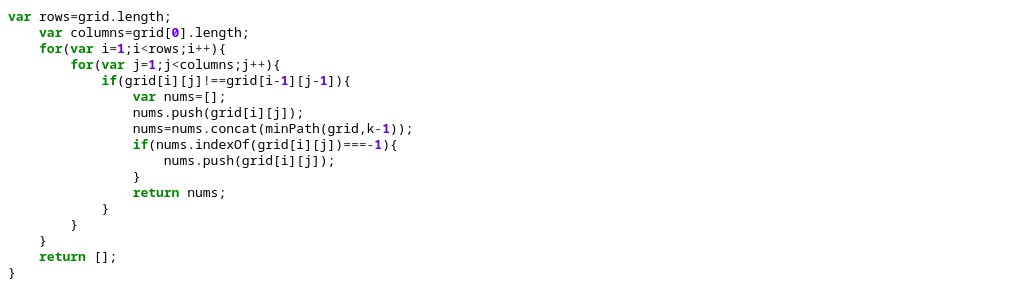 var rows=grid.length;
    var columns=grid[0].length;
    for(var i=1;i<rows;i++){
        for(var j=1;j<columns;j++){
            if(grid[i][j]!==grid[i-1][j-1]){
                var nums=[];
                nums.push(grid[i][j]);
                nums=nums.concat(minPath(grid,k-1));
                if(nums.indexOf(grid[i][j])===-1){
                    nums.push(grid[i][j]);
                }
                return nums;
            }
        }
    }
    return [];
}